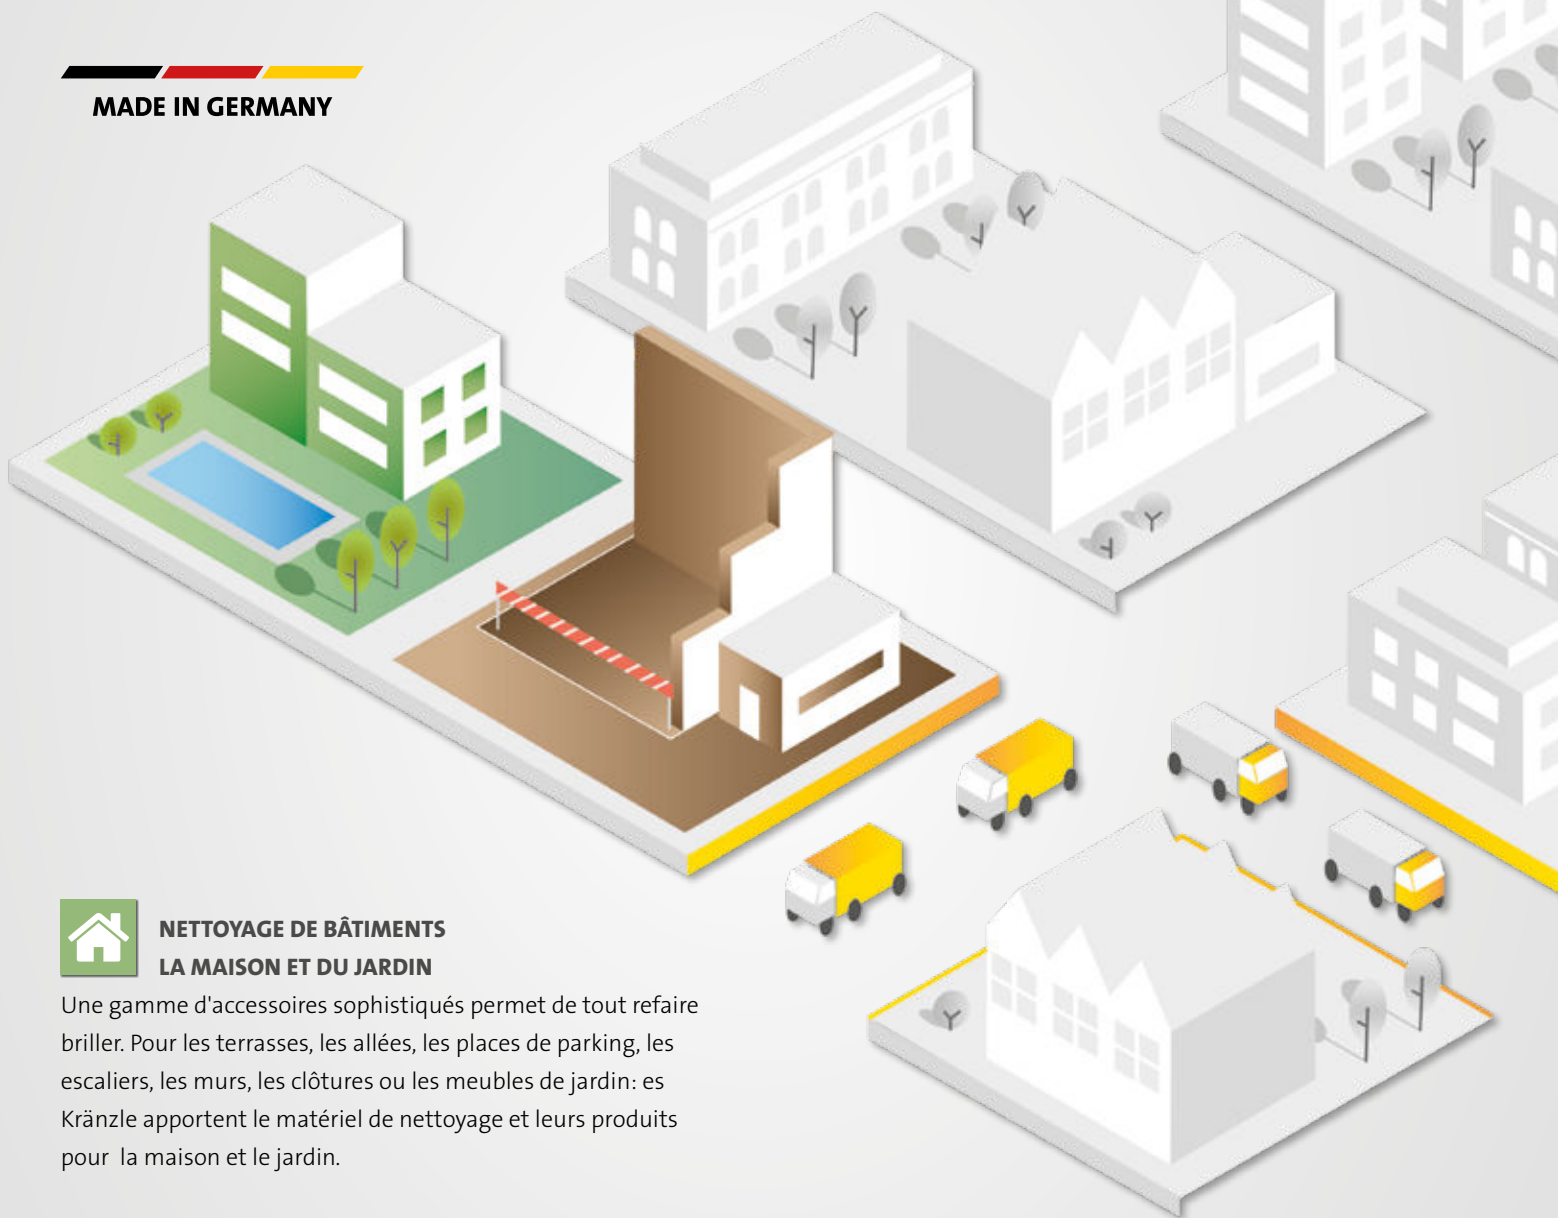 MADE IN GERMANY
NETTOYAGE DE BÂTIMENTS
LA MAISON ET DU JARDIN
Une gamme d'accessoires sophistiqués permet de tout refaire
briller. Pour les terrasses, les allées, les places de parking, les
escaliers, les murs, les clôtures ou les meubles de jardin: es
Kränzle apportent le matériel de nettoyage et leurs produits
pour  la maison et le jardin.